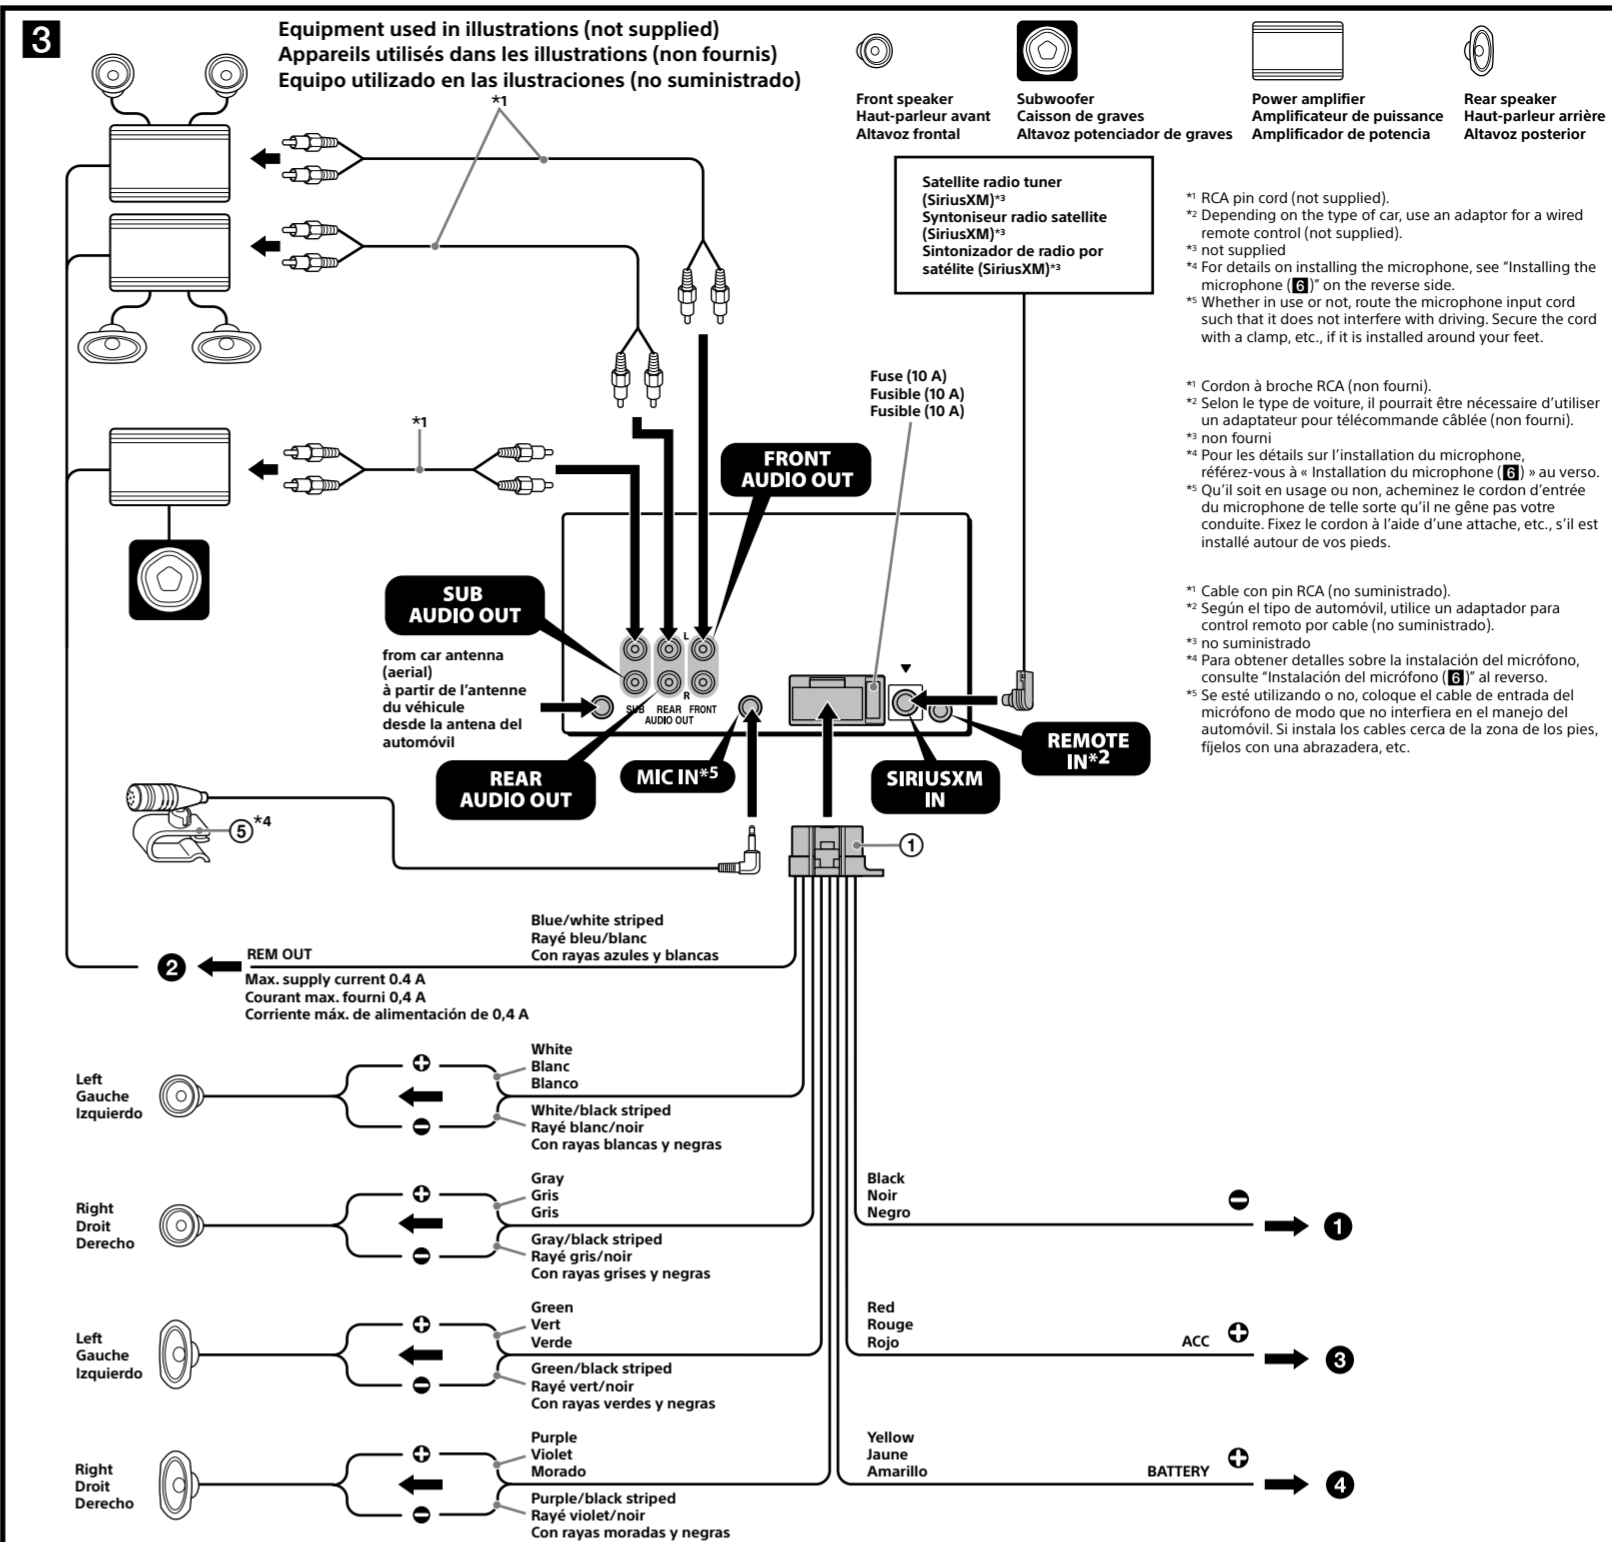 3
Equipment used in illustrations (not supplied)
Appareils utilisés dans les illustrations (non fournis)
Equipo utilizado en las ilustraciones (no suministrado)
Front speaker
Haut-parleur avant
Altavoz frontal
Subwoofer
Caisson de graves
Altavoz potenciador de graves
Power amplifier
Amplificateur de puissance
Amplificador de potencia
Rear speaker
Haut-parleur arrière
Altavoz posterior
*1
Satellite radio tuner
(SiriusXM)*3
Syntoniseur radio satellite
(SiriusXM)*3
Sintonizador de radio por
satélite (SiriusXM)*3
*1 RCA pin cord (not supplied).
*2 Depending on the type of car, use an adaptor for a wired
remote control (not supplied).
*3 not supplied
*4 For details on installing the microphone, see "Installing the
microphone (6)" on the reverse side.
*5 Whether in use or not, route the microphone input cord
such that it does not interfere with driving. Secure the cord
with a clamp, etc., if it is installed around your feet.
*1 Cordon à broche RCA (non fourni).
*2 Selon le type de voiture, il pourrait être nécessaire d'utiliser
un adaptateur pour télécommande câblée (non fourni).
*3 non fourni
*4 Pour les détails sur l'installation du microphone,
référez-vous à « Installation du microphone (6) » au verso.
*5 Qu'il soit en usage ou non, acheminez le cordon d'entrée
du microphone de telle sorte qu'il ne gêne pas votre
conduite. Fixez le cordon à l'aide d'une attache, etc., s'il est
installé autour de vos pieds.
*1 Cable con pin RCA (no suministrado).
*2 Según el tipo de automóvil, utilice un adaptador para
control remoto por cable (no suministrado).
*3 no suministrado
*4 Para obtener detalles sobre la instalación del micrófono,
consulte "Instalación del micrófono (6)" al reverso.
*5 Se esté utilizando o no, coloque el cable de entrada del
micrófono de modo que no interfiera en el manejo del
automóvil. Si instala los cables cerca de la zona de los pies,
fíjelos con una abrazadera, etc.
Fuse (10 A)
Fusible (10 A)
Fusible (10 A)
*1
FRONT
AUDIO OUT
SUB
AUDIO OUT
from car antenna
(aerial)
à partir de l'antenne
du véhicule
desde la antena del
automóvil
L
R
SUB REAR FRONT
AUDIO OUT
REAR
AUDIO OUT
MIC IN*5
SIRIUSXM
IN
REMOTE
IN*2
5*4
1
Blue/white striped
Rayé bleu/blanc
Con rayas azules y blancas
2
REM OUT
Max. supply current 0.4 A
Courant max. fourni 0,4 A
Corriente máx. de alimentación de 0,4 A
Left
Gauche
Izquierdo
White
Blanc
Blanco
White/black striped
Rayé blanc/noir
Con rayas blancas y negras
Right
Droit
Derecho
Gray
Gris
Gris
Gray/black striped
Rayé gris/noir
Con rayas grises y negras
Black
Noir
Negro
1
Left
Gauche
Izquierdo
Green
Vert
Verde
Green/black striped
Rayé vert/noir
Con rayas verdes y negras
Red
Rouge
Rojo
ACC
3
Right
Droit
Derecho
Purple
Violet
Morado
Purple/black striped
Rayé violet/noir
Con rayas moradas y negras
Yellow
Jaune
Amarillo
BATTERY
4